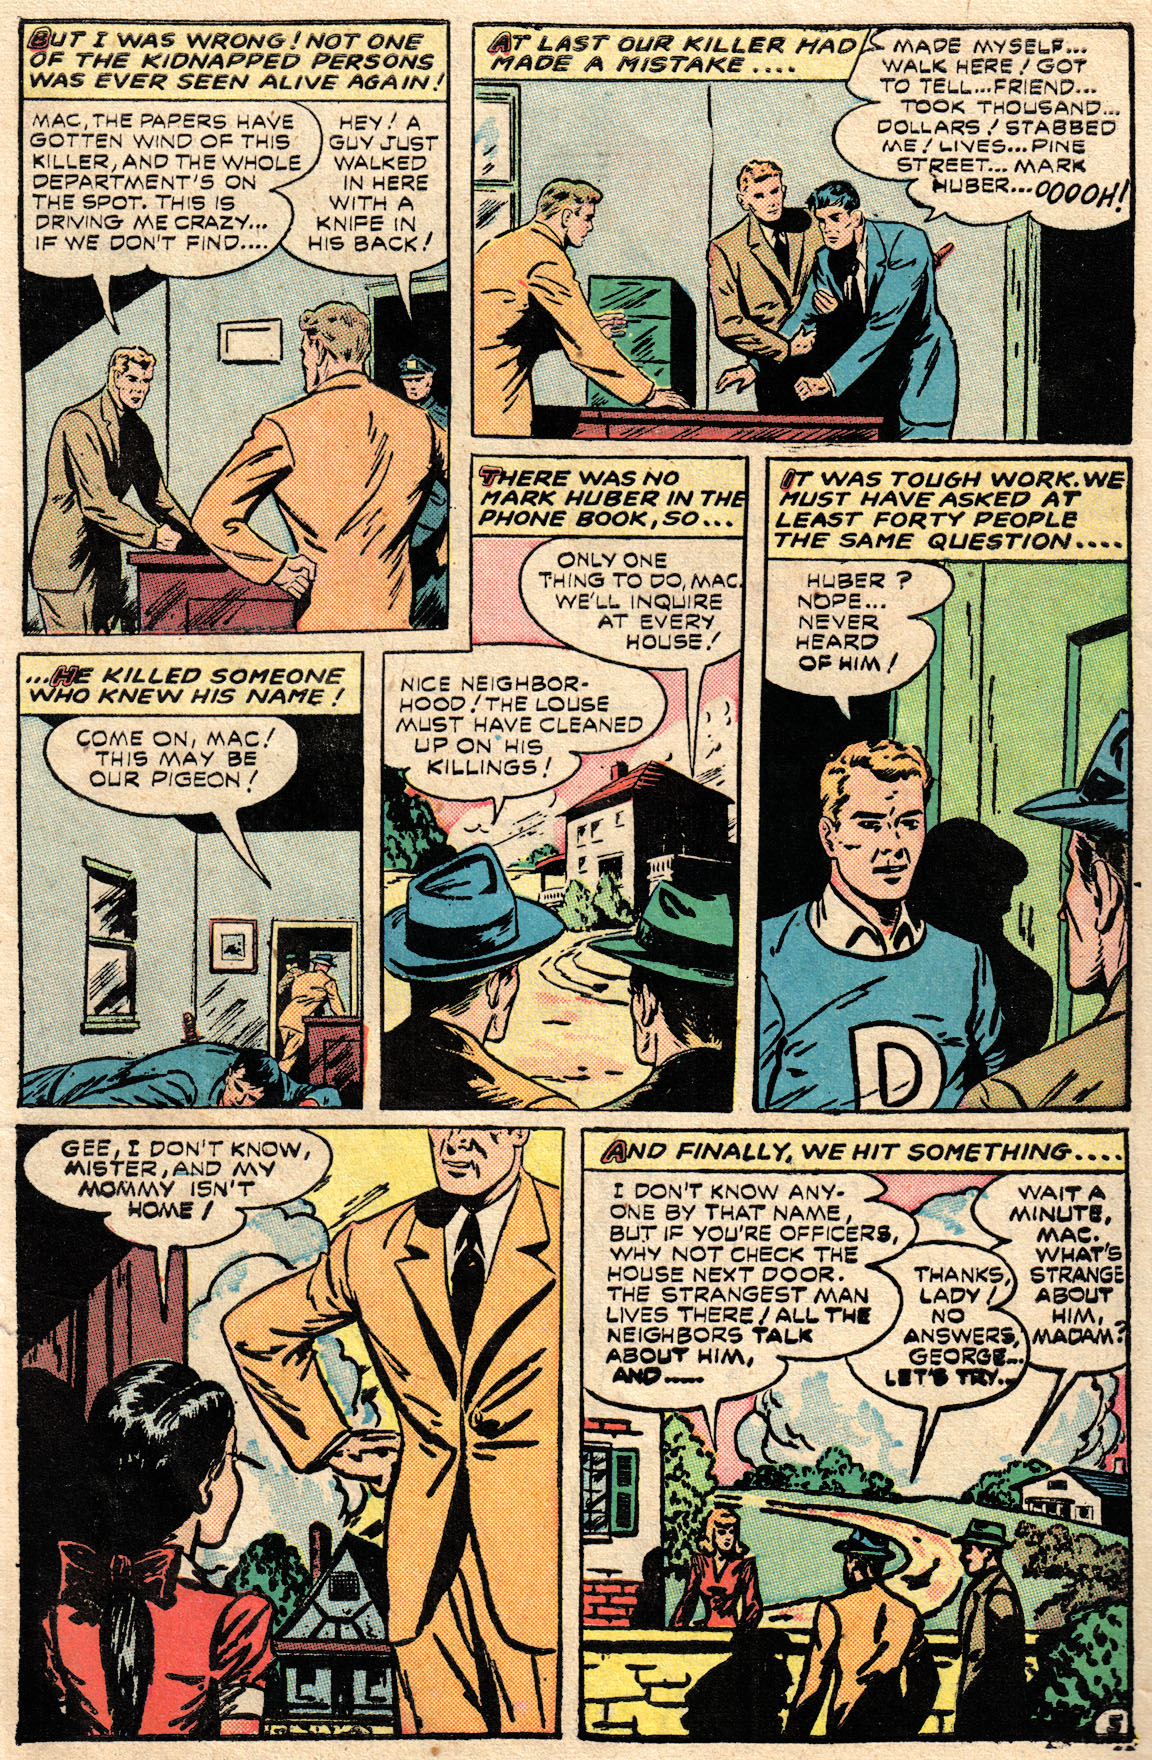 BUT I WAS WRONG! NOT ONE
OF THE KIDNAPPED PERSONS
WAS EVER SEEN ALIVE AGAIN!
MAC, THE PAPERS HAVE
GOTTEN WIND OF THIS
KILLER, AND THE WHOLE
DEPARTMENT'S ON
THE SPOT. THIS IS
DRIVING ME CRAZY...
IF WE DON'T FIND....
HEY! A
GUY JUST
WALKED
IN HERE
WITH A
KNIFE IN
HIS BACK!
AT LAST OUR KILLER HAD
MADE A MISTAKE....
MADE MYSELF...
WALK HERE! GOT
TO TELL...FRIEND...
TOOK THOUSAND...
DOLLARS! STABBED
ME! LIVES...PINE
STREET... MARK
HUBER...OOOOH!
...HE KILLED SOMEONE
WHO KNEW HIS NAME!
COME ON, MAC!
THIS MAY BE
OUR PIGEON!
THERE WAS NO
MARK HUBER IN THE
PHONE BOOK, SO...
ONLY ONE
THING TO DO, MAC.
WE'LL INQUIRE
AT EVERY
HOUSE!
NICE NEIGHBOR-
HOOD! THE LOUSE
MUST HAVE CLEANED
UP ON HIS
KILLINGS!
IT WAS TOUGH WORK. WE
MUST HAVE ASKED AT
LEAST FORTY PEOPLE
THE SAME QUESTION....
HUBER?
NOPE...
NEVER
HEARD
OF HIM!
D
GEE, I DON'T KNOW,
MISTER, AND MY
MOMMY ISN'T
HOME!
AND FINALLY, WE HIT SOMETHING.....
I DON'T KNOW ANY-
ONE BY THAT NAME,
BUT IF YOU'RE OFFICERS,
WHY NOT CHECK THE
HOUSE NEXT DOOR.
THE STRANGEST MAN
LIVES THERE! ALL THE
NEIGHBORS TALK
ABOUT HIM,
AND.....
THANKS,
LADY!
NO
ANSWERS,
GEORGE...
LET'S TRY...
WAIT A
MINUTE,
MAC.
WHAT'S
STRANGE
ABOUT
HIM,
MADAM?
5